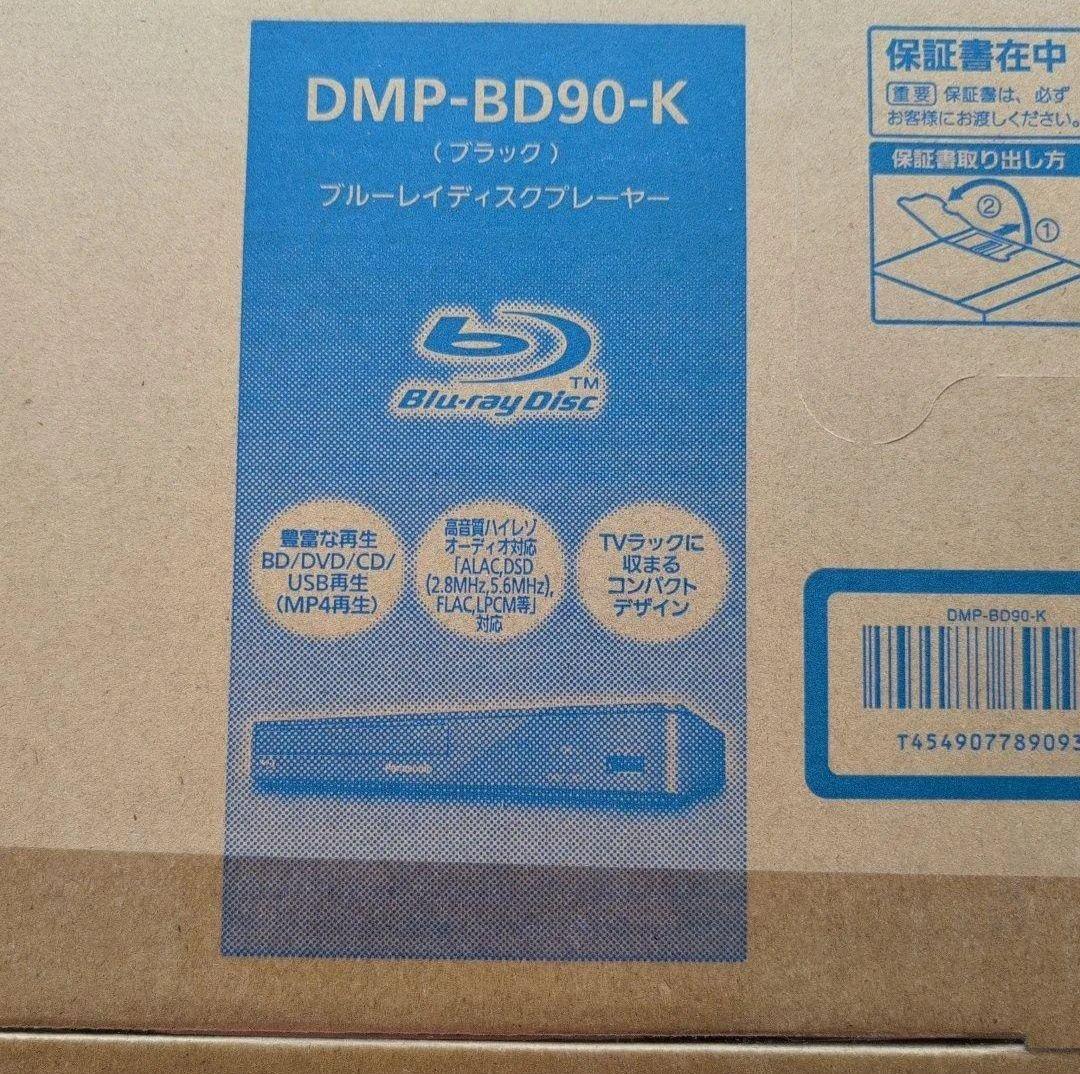 DMP-BD90-K
（ブラック）
ブルーレイディスクプレーヤー
Blu-ray Disc
TM
豊富な再生
BD/DVD/CD/
USB再生
（MP4再生）
高音質ハイレゾ
オーディオ対応
「ALAC,DSD
(2.8MHz,5.6MHz),
FLAC,LPCM等」
対応
TVラックに
収まる
コンパクト
デザイン
Panasonic
保証書在中
重要 保証書は、必ず
お客様にお渡しください。
保証書取り出し方
②
①
DMP-BD90-K
T454907789093